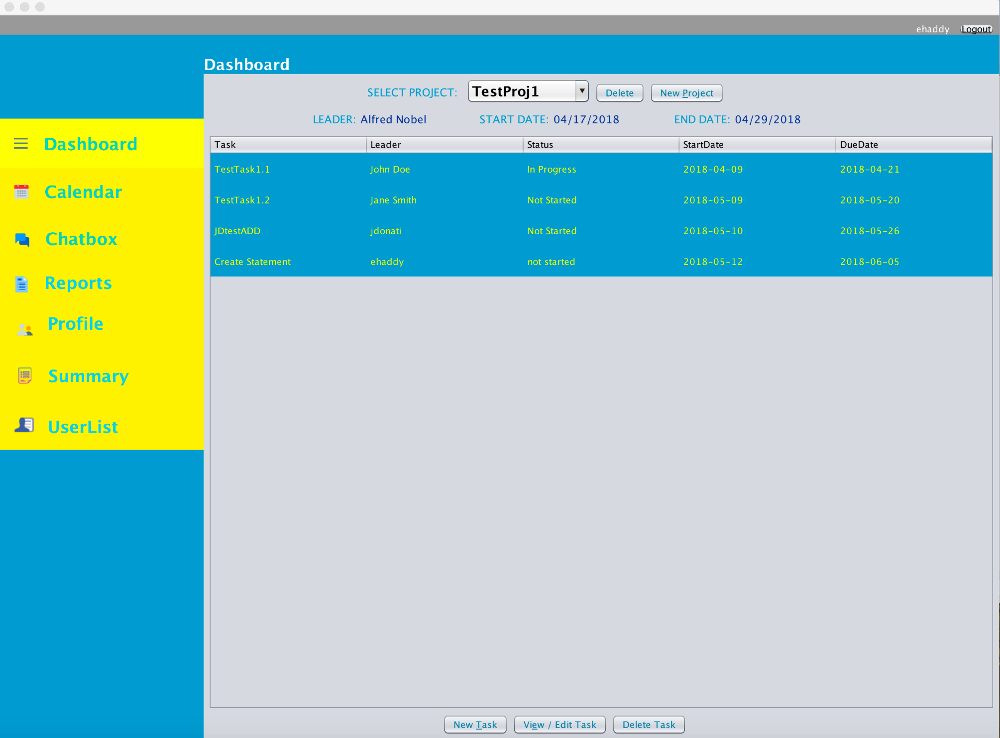 ehaddy Logout
Dashboard
SELECT PROJECT: TestProj1 Delete New Project
LEADER: Alfred Nobel START DATE: 04/17/2018 END DATE: 04/29/2018
Dashboard
Calendar
Chatbox
Reports
Profile
Summary
UserList
Task Leader Status StartDate DueDate
TestTask1.1 John Doe In Progress 2018-04-09 2018-04-21
TestTask1.2 Jane Smith Not Started 2018-05-09 2018-05-20
JDtestADD jdonati Not Started 2018-05-10 2018-05-26
Create Statement ehaddy not started 2018-05-12 2018-06-05
New Task View / Edit Task Delete Task